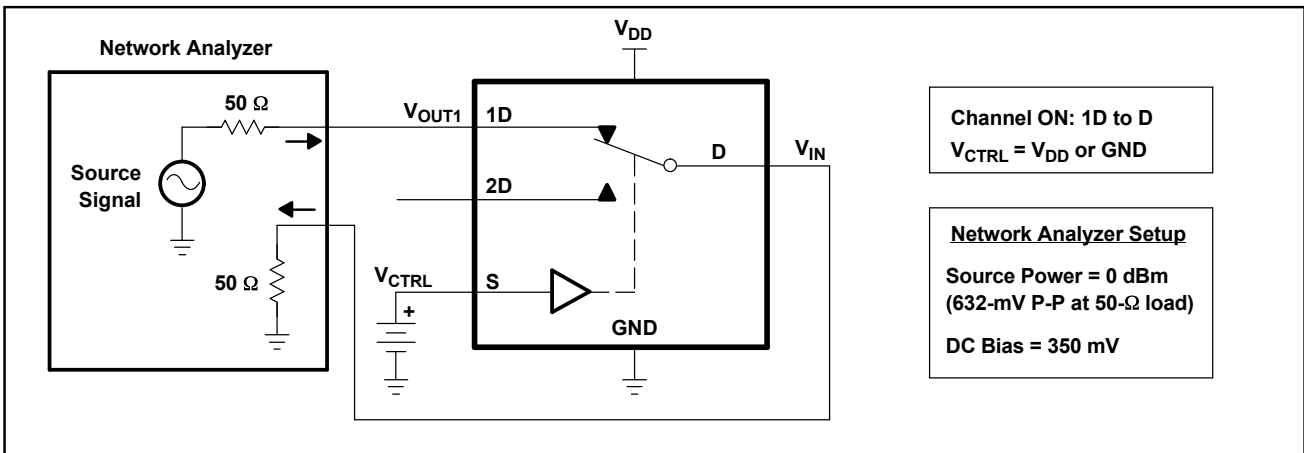 V_DD
Network Analyzer
50 Ω
V_OUT1
1D
D
V_IN
Source
Signal
2D
50 Ω
V_CTRL
S
+
GND
Channel ON: 1D to D
V_CTRL = V_DD or GND
Network Analyzer Setup
Source Power = 0 dBm
(632-mV P-P at 50-Ω load)
DC Bias = 350 mV